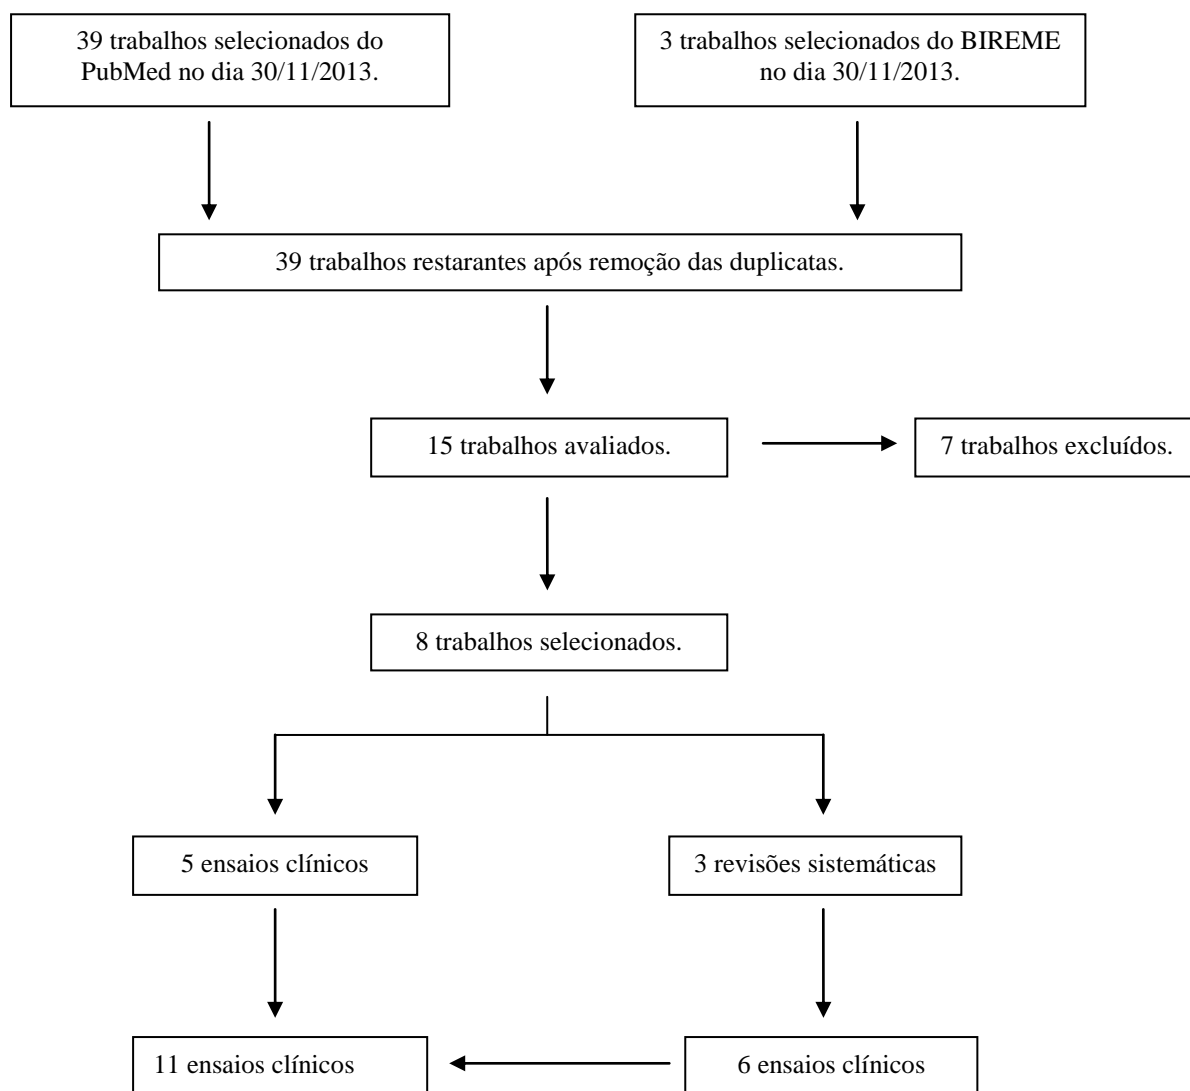 39 trabalhos selecionados do
PubMed no dia 30/11/2013.
3 trabalhos selecionados do BIREME
no dia 30/11/2013.
39 trabalhos restarantes após remoção das duplicatas.
15 trabalhos avaliados.
7 trabalhos excluídos.
8 trabalhos selecionados.
5 ensaios clínicos
3 revisões sistemáticas
11 ensaios clínicos
6 ensaios clínicos